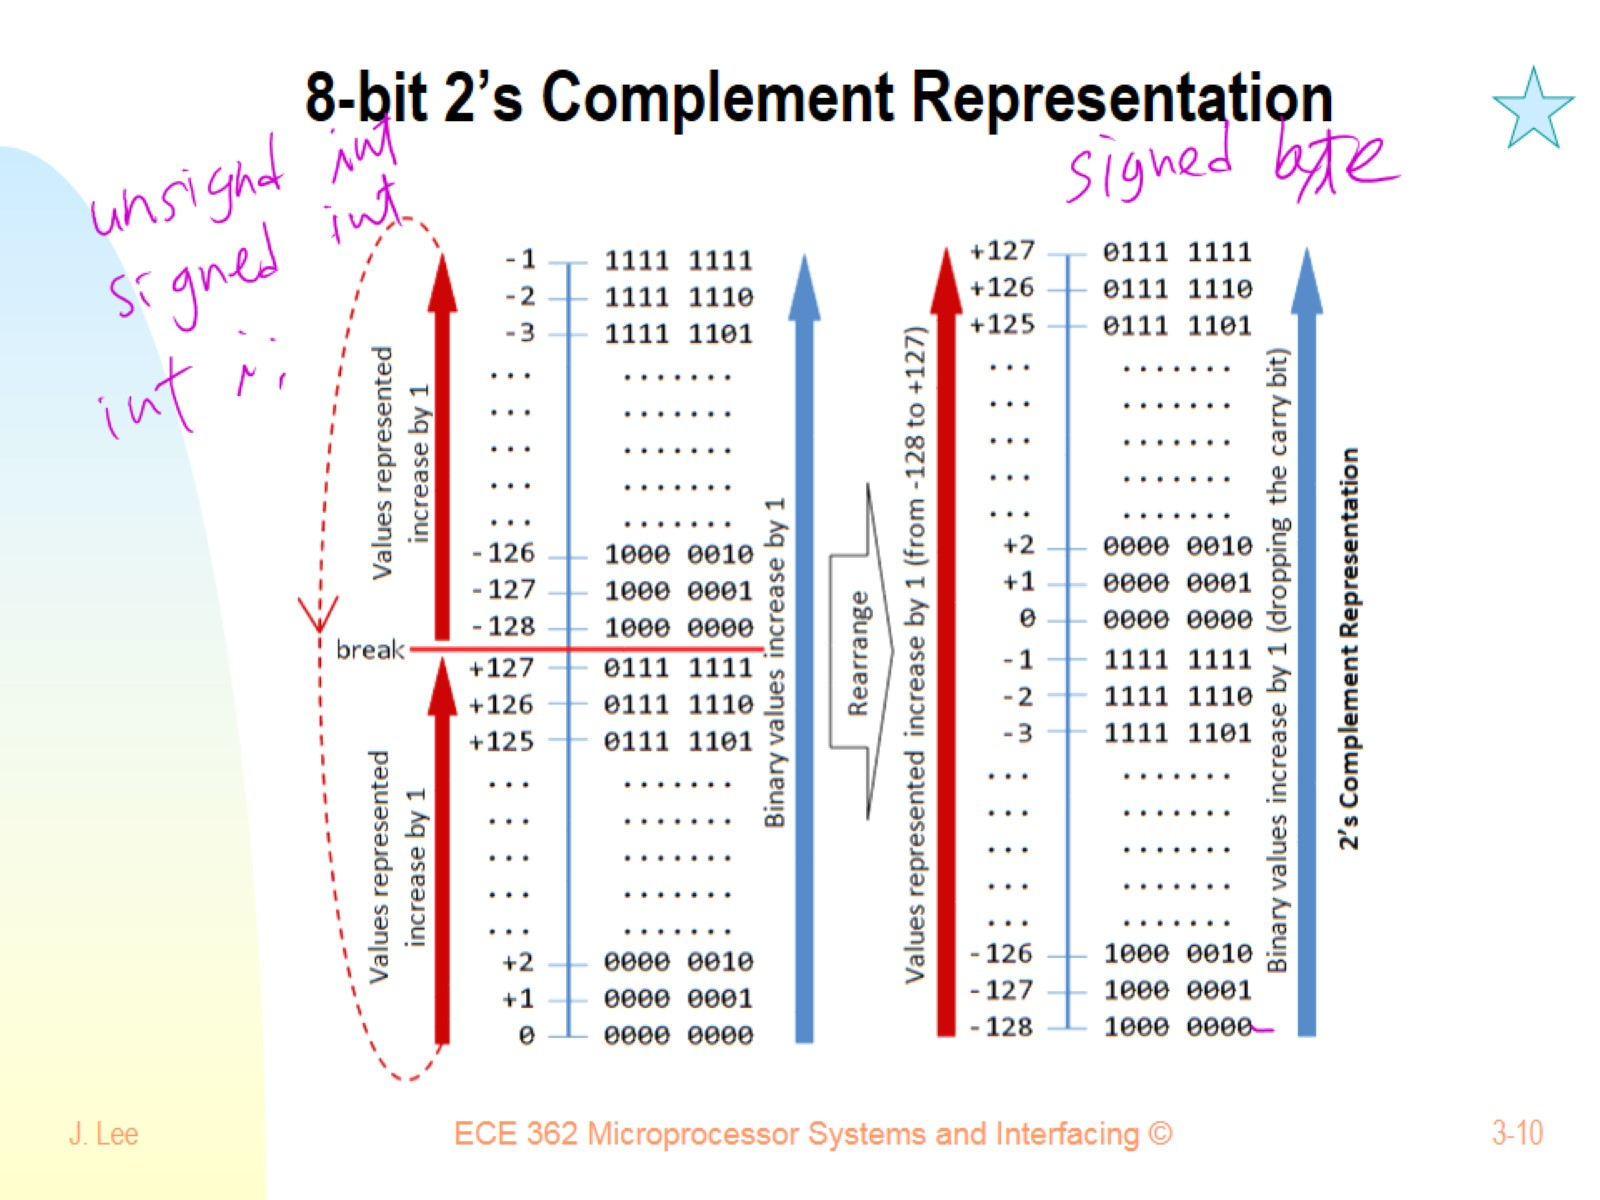 8-bit 2's Complement Representation
unsignd int
signed int
int i;
signed byte
Values represented
increase by 1
Values represented
increase by 1
break
-1 1111 1111
-2 1111 1110
-3 1111 1101
... .......
... .......
... .......
... .......
... .......
-126 1000 0010
-127 1000 0001
-128 1000 0000
+127 0111 1111
+126 0111 1110
+125 0111 1101
... .......
... .......
... .......
... .......
... .......
+2 0000 0010
+1 0000 0001
0 0000 0000
Binary values increase by 1
Rearrange
Values represented increase by 1 (from -128 to +127)
+127 0111 1111
+126 0111 1110
+125 0111 1101
... .......
... .......
... .......
... .......
... .......
+2 0000 0010
+1 0000 0001
0 0000 0000
-1 1111 1111
-2 1111 1110
-3 1111 1101
... .......
... .......
... .......
... .......
... .......
-126 1000 0010
-127 1000 0001
-128 1000 0000
Binary values increase by 1 (dropping the carry bit)
2's Complement Representation
J. Lee
ECE 362 Microprocessor Systems and Interfacing ©
3-10